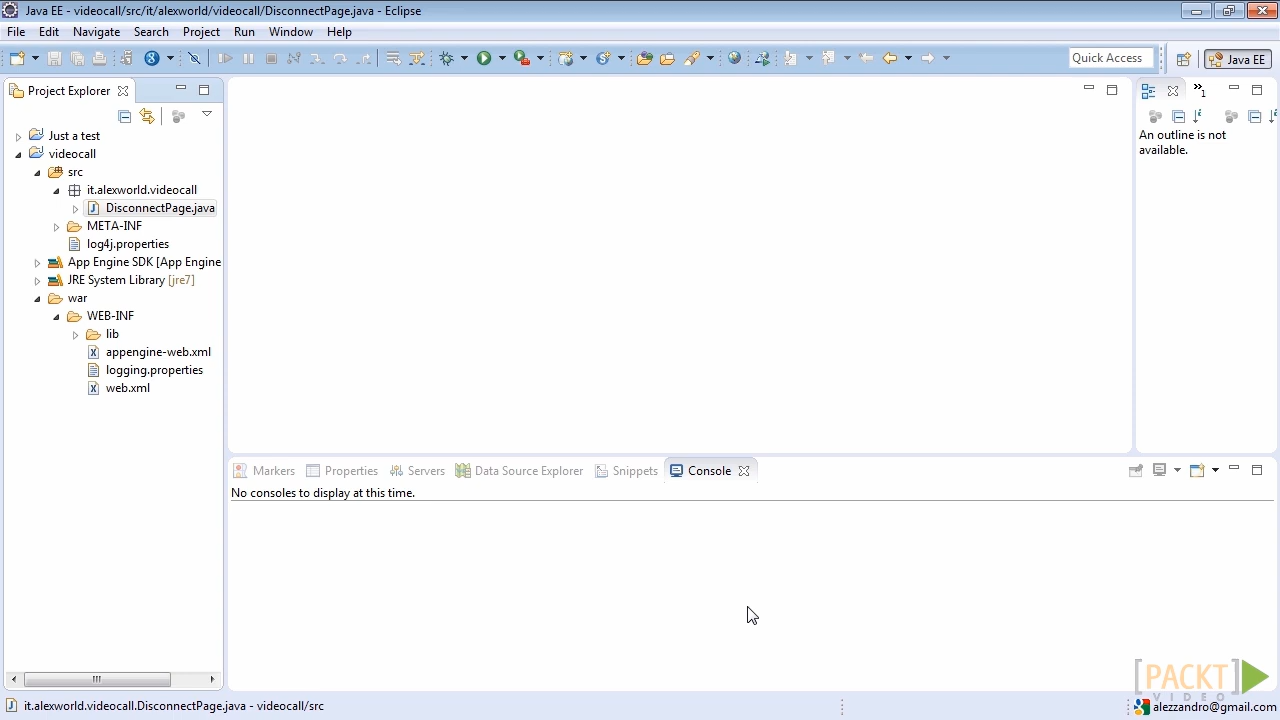 Java EE - videocall/src/it/alexworld/videocall/DisconnectPage.java - Eclipse
File Edit Navigate Search Project Run Window Help
Quick Access
Java EE
Project Explorer
Just a test
videocall
src
it.alexworld.videocall
DisconnectPage.java
META-INF
log4j.properties
App Engine SDK [App Engine
JRE System Library [jre7]
war
WEB-INF
lib
appengine-web.xml
logging.properties
web.xml
An outline is not
available.
Markers Properties Servers Data Source Explorer Snippets Console
No consoles to display at this time.
[PACKT]
VIDEO
it.alexworld.videocall.DisconnectPage.java - videocall/src
alezzandro@gmail.com